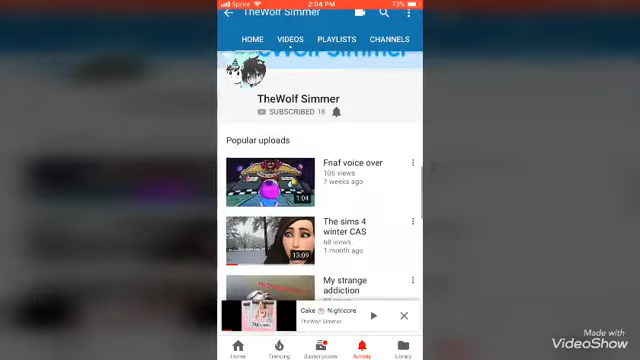 Sprint
2:04 PM
73%
TheWolf Simmer
HOME VIDEOS PLAYLISTS CHANNELS
TheWolf Simmer
SUBSCRIBED 16
Popular uploads
Fnaf voice over
106 views
2 weeks ago
1:04
The sims 4
winter CAS
68 views
1 month ago
13:09
My strange
addiction
Cake 🍰 Nightcore
TheWolf Simmer
Home Trending Subscriptions Activity Library
Made with
VideoShow